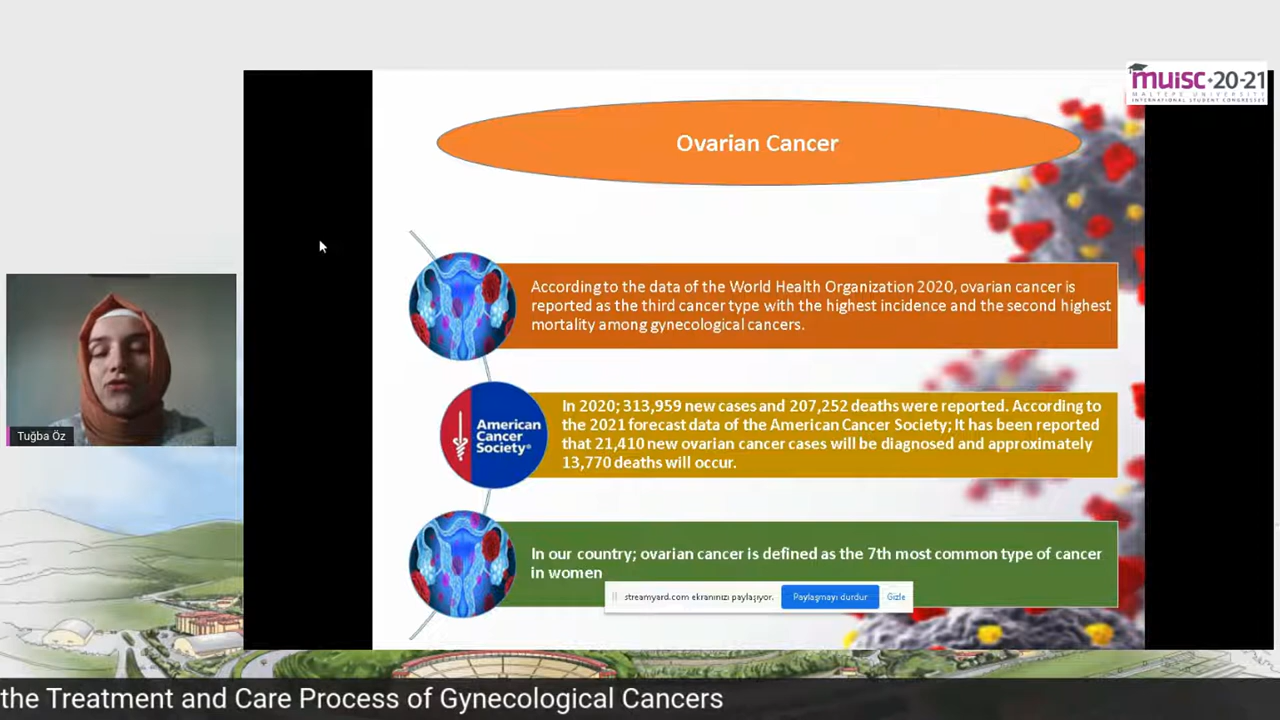 muisc 20-21
MALTEPE UNIVERSITY
INTERNATIONAL STUDENT CONGRESSES
Ovarian Cancer
According to the data of the World Health Organization 2020, ovarian cancer is
reported as the third cancer type with the highest incidence and the second highest
mortality among gynecological cancers.
American
Cancer
Society®
In 2020; 313,959 new cases and 207,252 deaths were reported. According to
the 2021 forecast data of the American Cancer Society; It has been reported
that 21,410 new ovarian cancer cases will be diagnosed and approximately
13,770 deaths will occur.
In our country; ovarian cancer is defined as the 7th most common type of cancer
in women
streamyard.com ekranınızı paylaşıyor. Paylaşmayı durdur Gizle
Tuğba Öz
the Treatment and Care Process of Gynecological Cancers